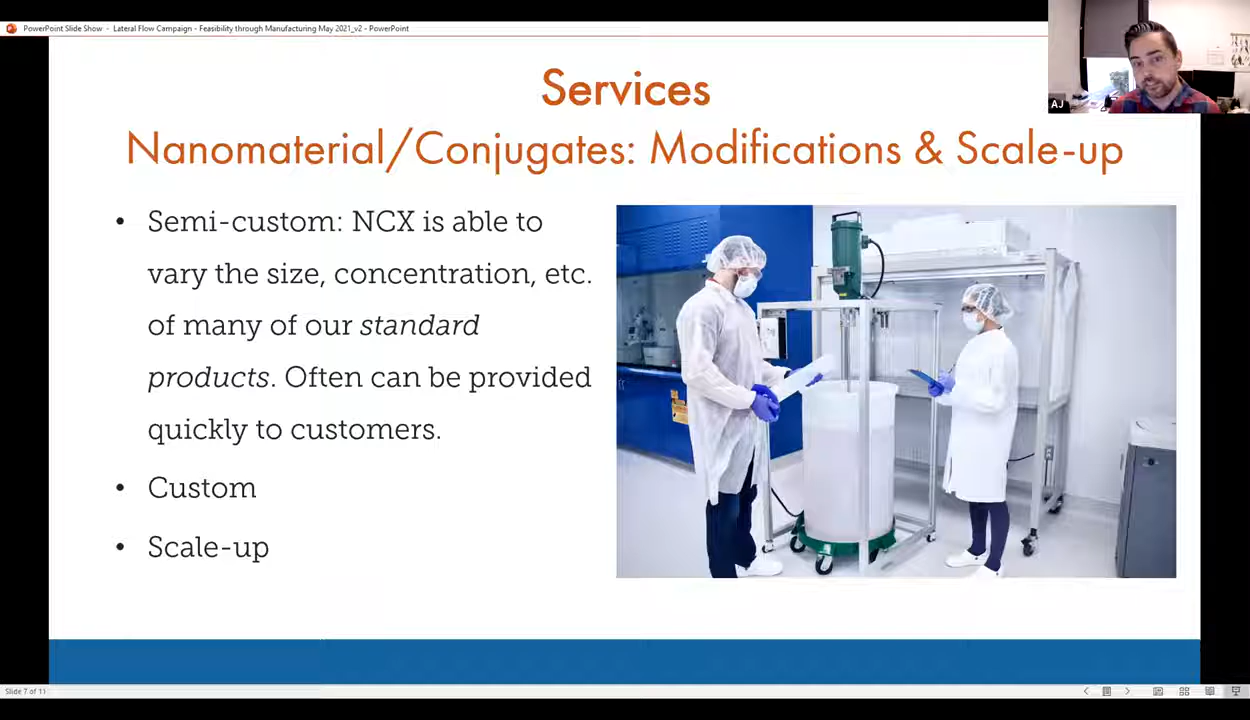 PowerPoint Slide Show - Lateral Flow Campaign - Feasibility through Manufacturing May 2021_v2 - PowerPoint
AJ
Services
Nanomaterial/Conjugates: Modifications & Scale-up
• Semi-custom: NCX is able to
vary the size, concentration, etc.
of many of our standard
products. Often can be provided
quickly to customers.
• Custom
• Scale-up
Slide 7 of 11